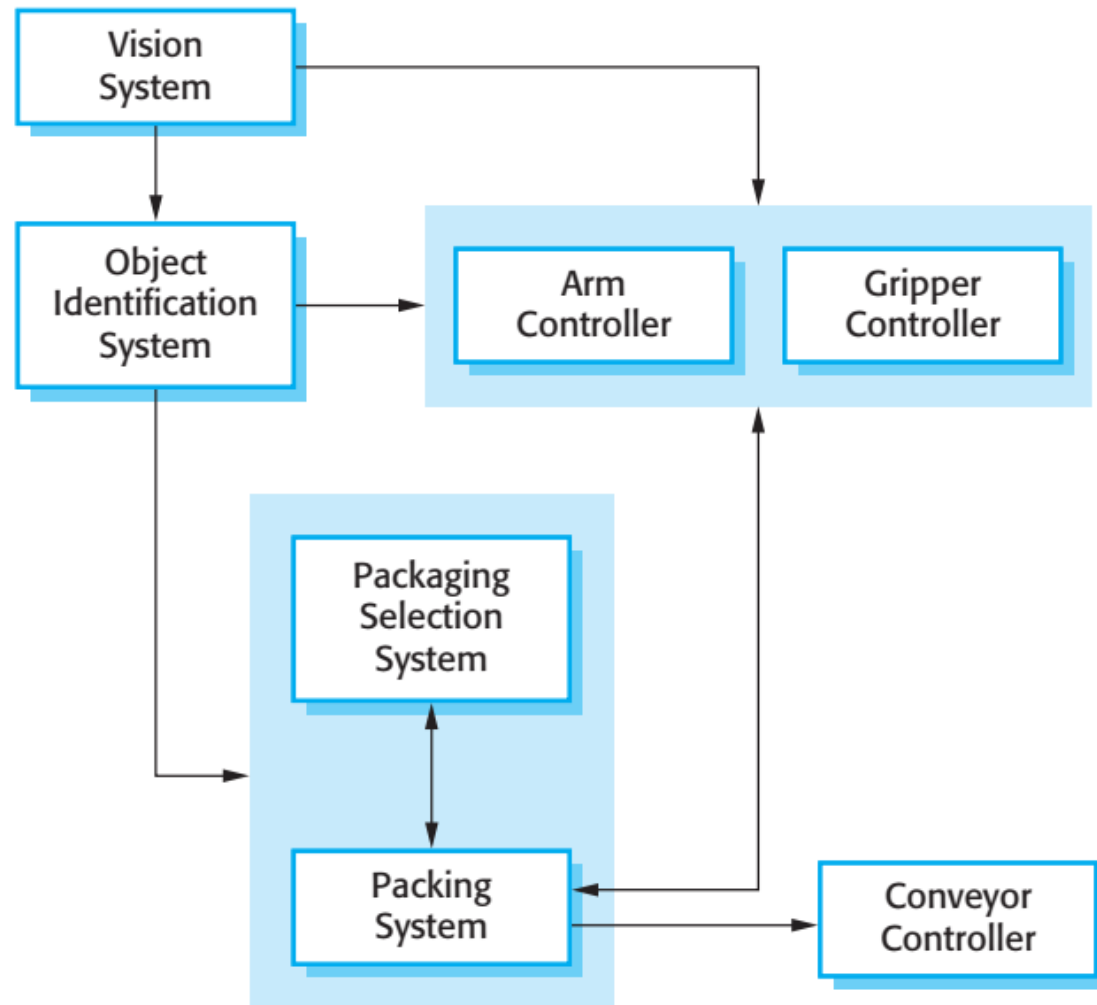 Vision
System
Object
Identification
System
Arm
Controller
Gripper
Controller
Packaging
Selection
System
Packing
System
Conveyor
Controller